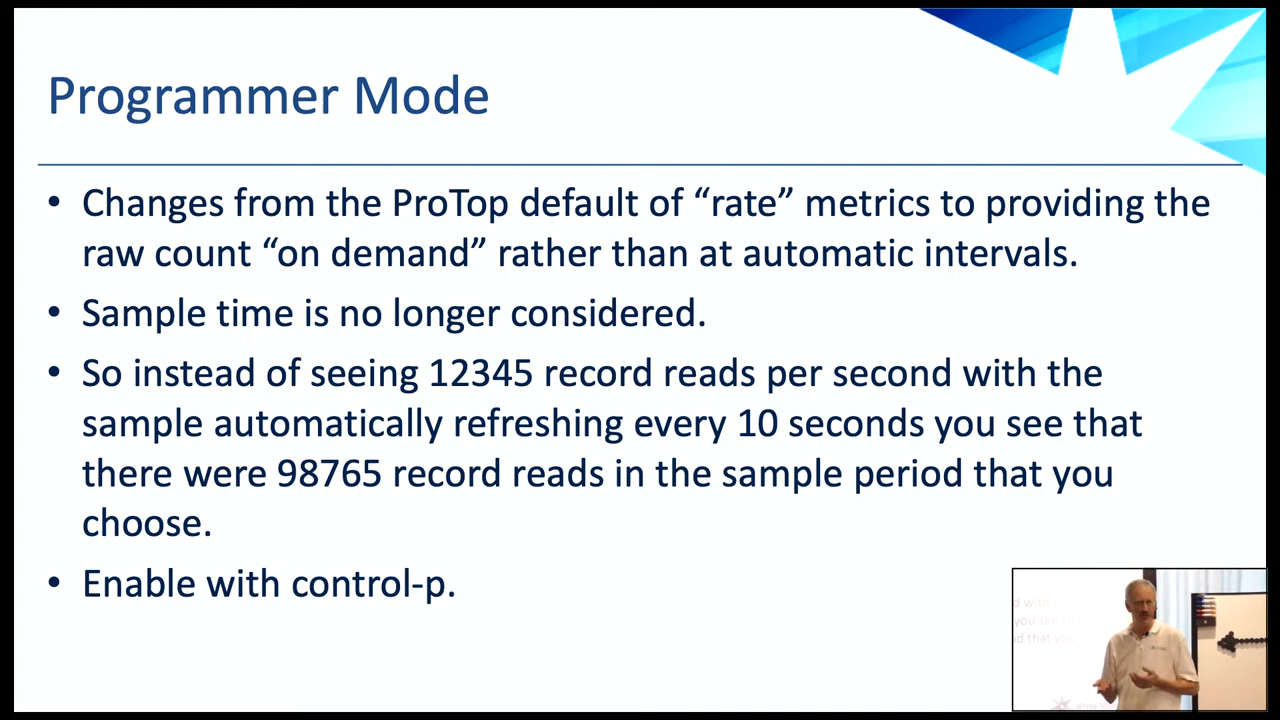 Programmer Mode
• Changes from the ProTop default of “rate” metrics to providing the
raw count “on demand” rather than at automatic intervals.
• Sample time is no longer considered.
• So instead of seeing 12345 record reads per second with the
sample automatically refreshing every 10 seconds you see that
there were 98765 record reads in the sample period that you
choose.
• Enable with control-p.